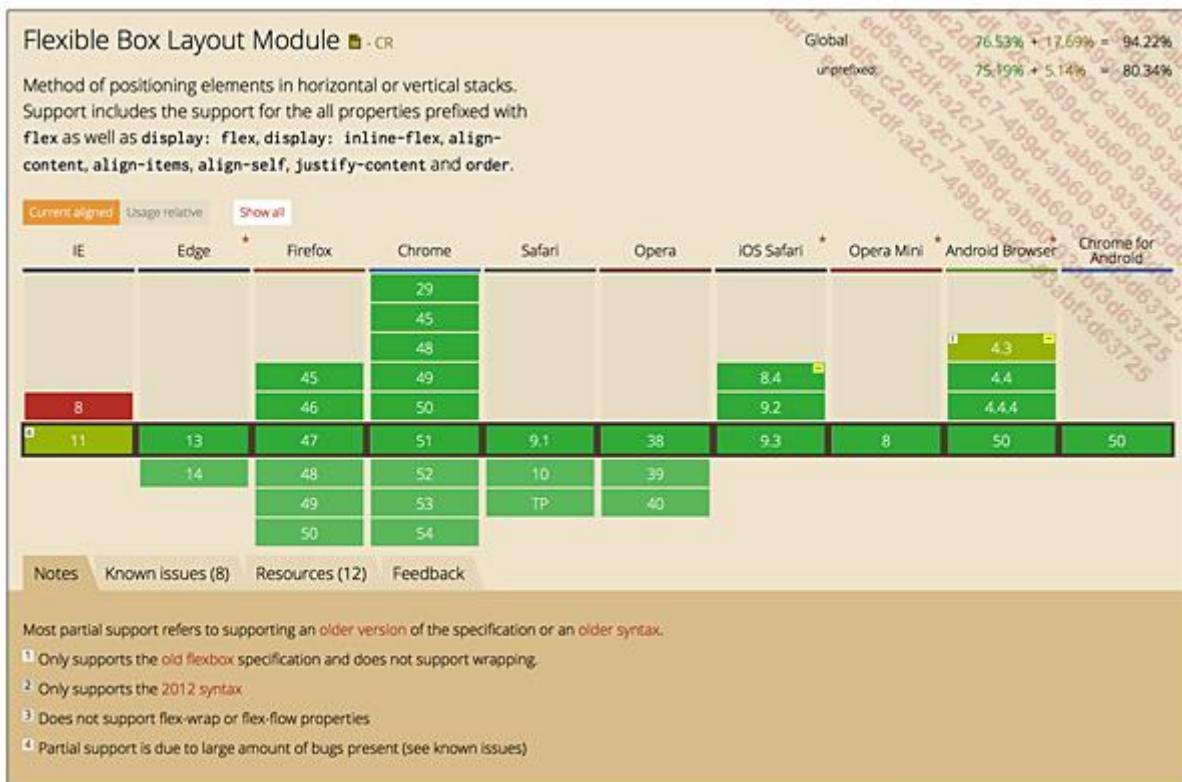 Flexible Box Layout Module - CR
Global 76.53% + 17.69% = 94.22%
unprefixed: 75.19% + 5.14% = 80.34%
Method of positioning elements in horizontal or vertical stacks.
Support includes the support for the all properties prefixed with
flex as well as display: flex, display: inline-flex, align-
content, align-items, align-self, justify-content and order.
Current aligned Usage relative Show all
IE Edge * Firefox Chrome Safari Opera iOS Safari * Opera Mini * Android Browser * Chrome for
Android
29
45
48 1 4.3 -
45 49 8.4 - 4.4
8 46 50 9.2 4.4.4
4 11 13 47 51 9.1 38 9.3 8 50 50
14 48 52 10 39
49 53 TP 40
50 54
Notes Known issues (8) Resources (12) Feedback
Most partial support refers to supporting an older version of the specification or an older syntax.
1 Only supports the old flexbox specification and does not support wrapping.
2 Only supports the 2012 syntax
3 Does not support flex-wrap or flex-flow properties
4 Partial support is due to large amount of bugs present (see known issues)